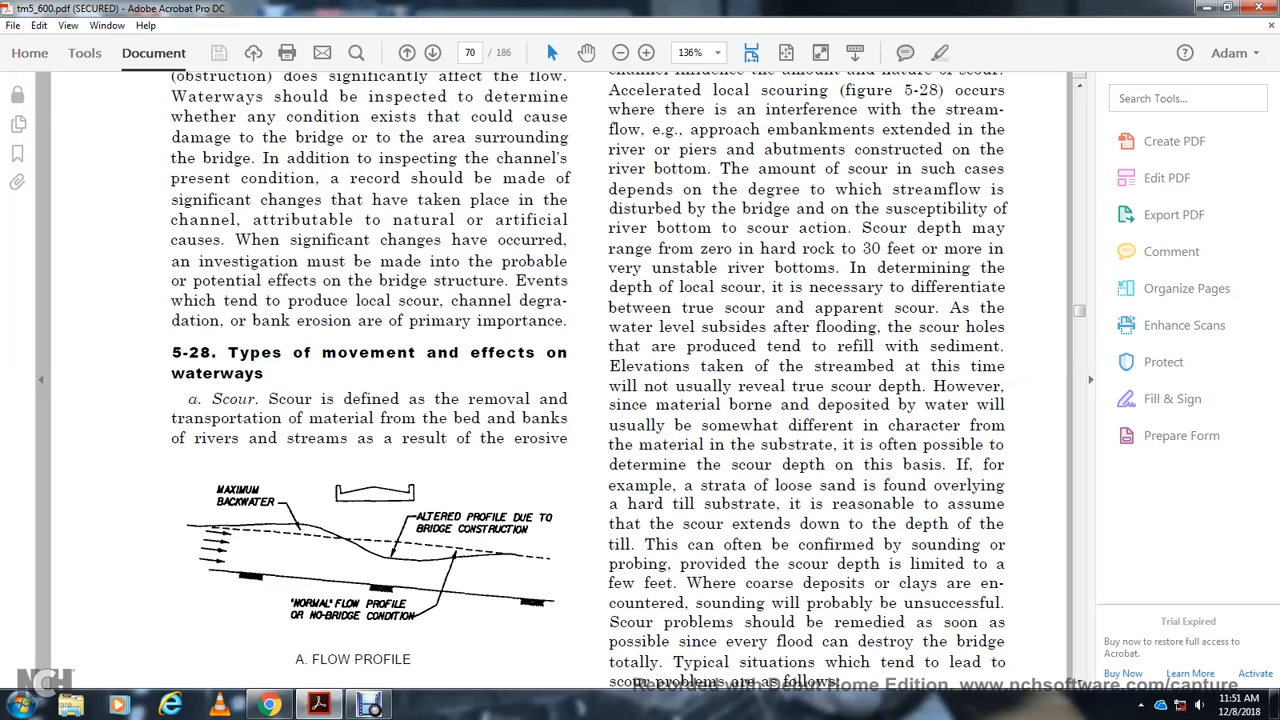 tm5_600.pdf (SECURED) - Adobe Acrobat Pro DC
File Edit View Window Help
Home Tools Document 70 / 186 136% Adam
(obstruction) does significantly affect the flow.
Waterways should be inspected to determine
whether any condition exists that could cause
damage to the bridge or to the area surrounding
the bridge. In addition to inspecting the channel's
present condition, a record should be made of
significant changes that have taken place in the
channel, attributable to natural or artificial
causes. When significant changes have occurred,
an investigation must be made into the probable
or potential effects on the bridge structure. Events
which tend to produce local scour, channel degra-
dation, or bank erosion are of primary importance.
5-28. Types of movement and effects on
waterways
a. Scour. Scour is defined as the removal and
transportation of material from the bed and banks
of rivers and streams as a result of the erosive
MAXIMUM
BACKWATER
ALTERED PROFILE DUE TO
BRIDGE CONSTRUCTION
"NORMAL" FLOW PROFILE
OR NO-BRIDGE CONDITION
A. FLOW PROFILE
channel influence the amount and nature of scour.
Accelerated local scouring (figure 5-28) occurs
where there is an interference with the stream-
flow, e.g., approach embankments extended in the
river or piers and abutments constructed on the
river bottom. The amount of scour in such cases
depends on the degree to which streamflow is
disturbed by the bridge and on the susceptibility of
river bottom to scour action. Scour depth may
range from zero in hard rock to 30 feet or more in
very unstable river bottoms. In determining the
depth of local scour, it is necessary to differentiate
between true scour and apparent scour. As the
water level subsides after flooding, the scour holes
that are produced tend to refill with sediment.
Elevations taken of the streambed at this time
will not usually reveal true scour depth. However,
since material borne and deposited by water will
usually be somewhat different in character from
the material in the substrate, it is often possible to
determine the scour depth on this basis. If, for
example, a strata of loose sand is found overlying
a hard till substrate, it is reasonable to assume
that the scour extends down to the depth of the
till. This can often be confirmed by sounding or
probing, provided the scour depth is limited to a
few feet. Where coarse deposits or clays are en-
countered, sounding will probably be unsuccessful.
Scour problems should be remedied as soon as
possible since every flood can destroy the bridge
totally. Typical situations which tend to lead to
scour problems are as follows:
Search Tools...
Create PDF
Edit PDF
Export PDF
Comment
Organize Pages
Enhance Scans
Protect
Fill & Sign
Prepare Form
Trial Expired
Buy now to restore full access to
Acrobat.
Buy Now Learn More Activate
NCH
Recorded with Debut Home Edition. www.nchsoftware.com/capture
11:51 AM
12/8/2018